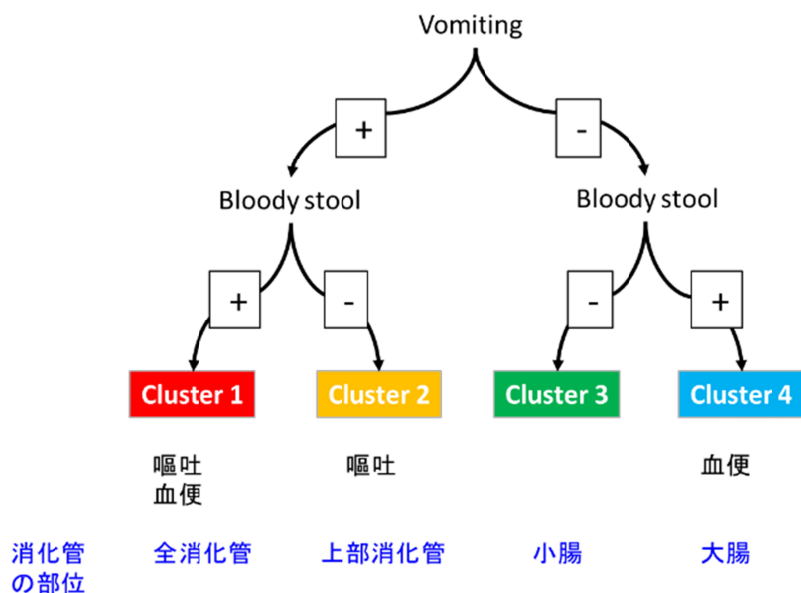 Vomiting
+ -
Bloody stool Bloody stool
+ - - +
Cluster 1 Cluster 2 Cluster 3 Cluster 4
嘔吐 嘔吐 血便
血便
消化管 全消化管 上部消化管 小腸 大腸
の部位